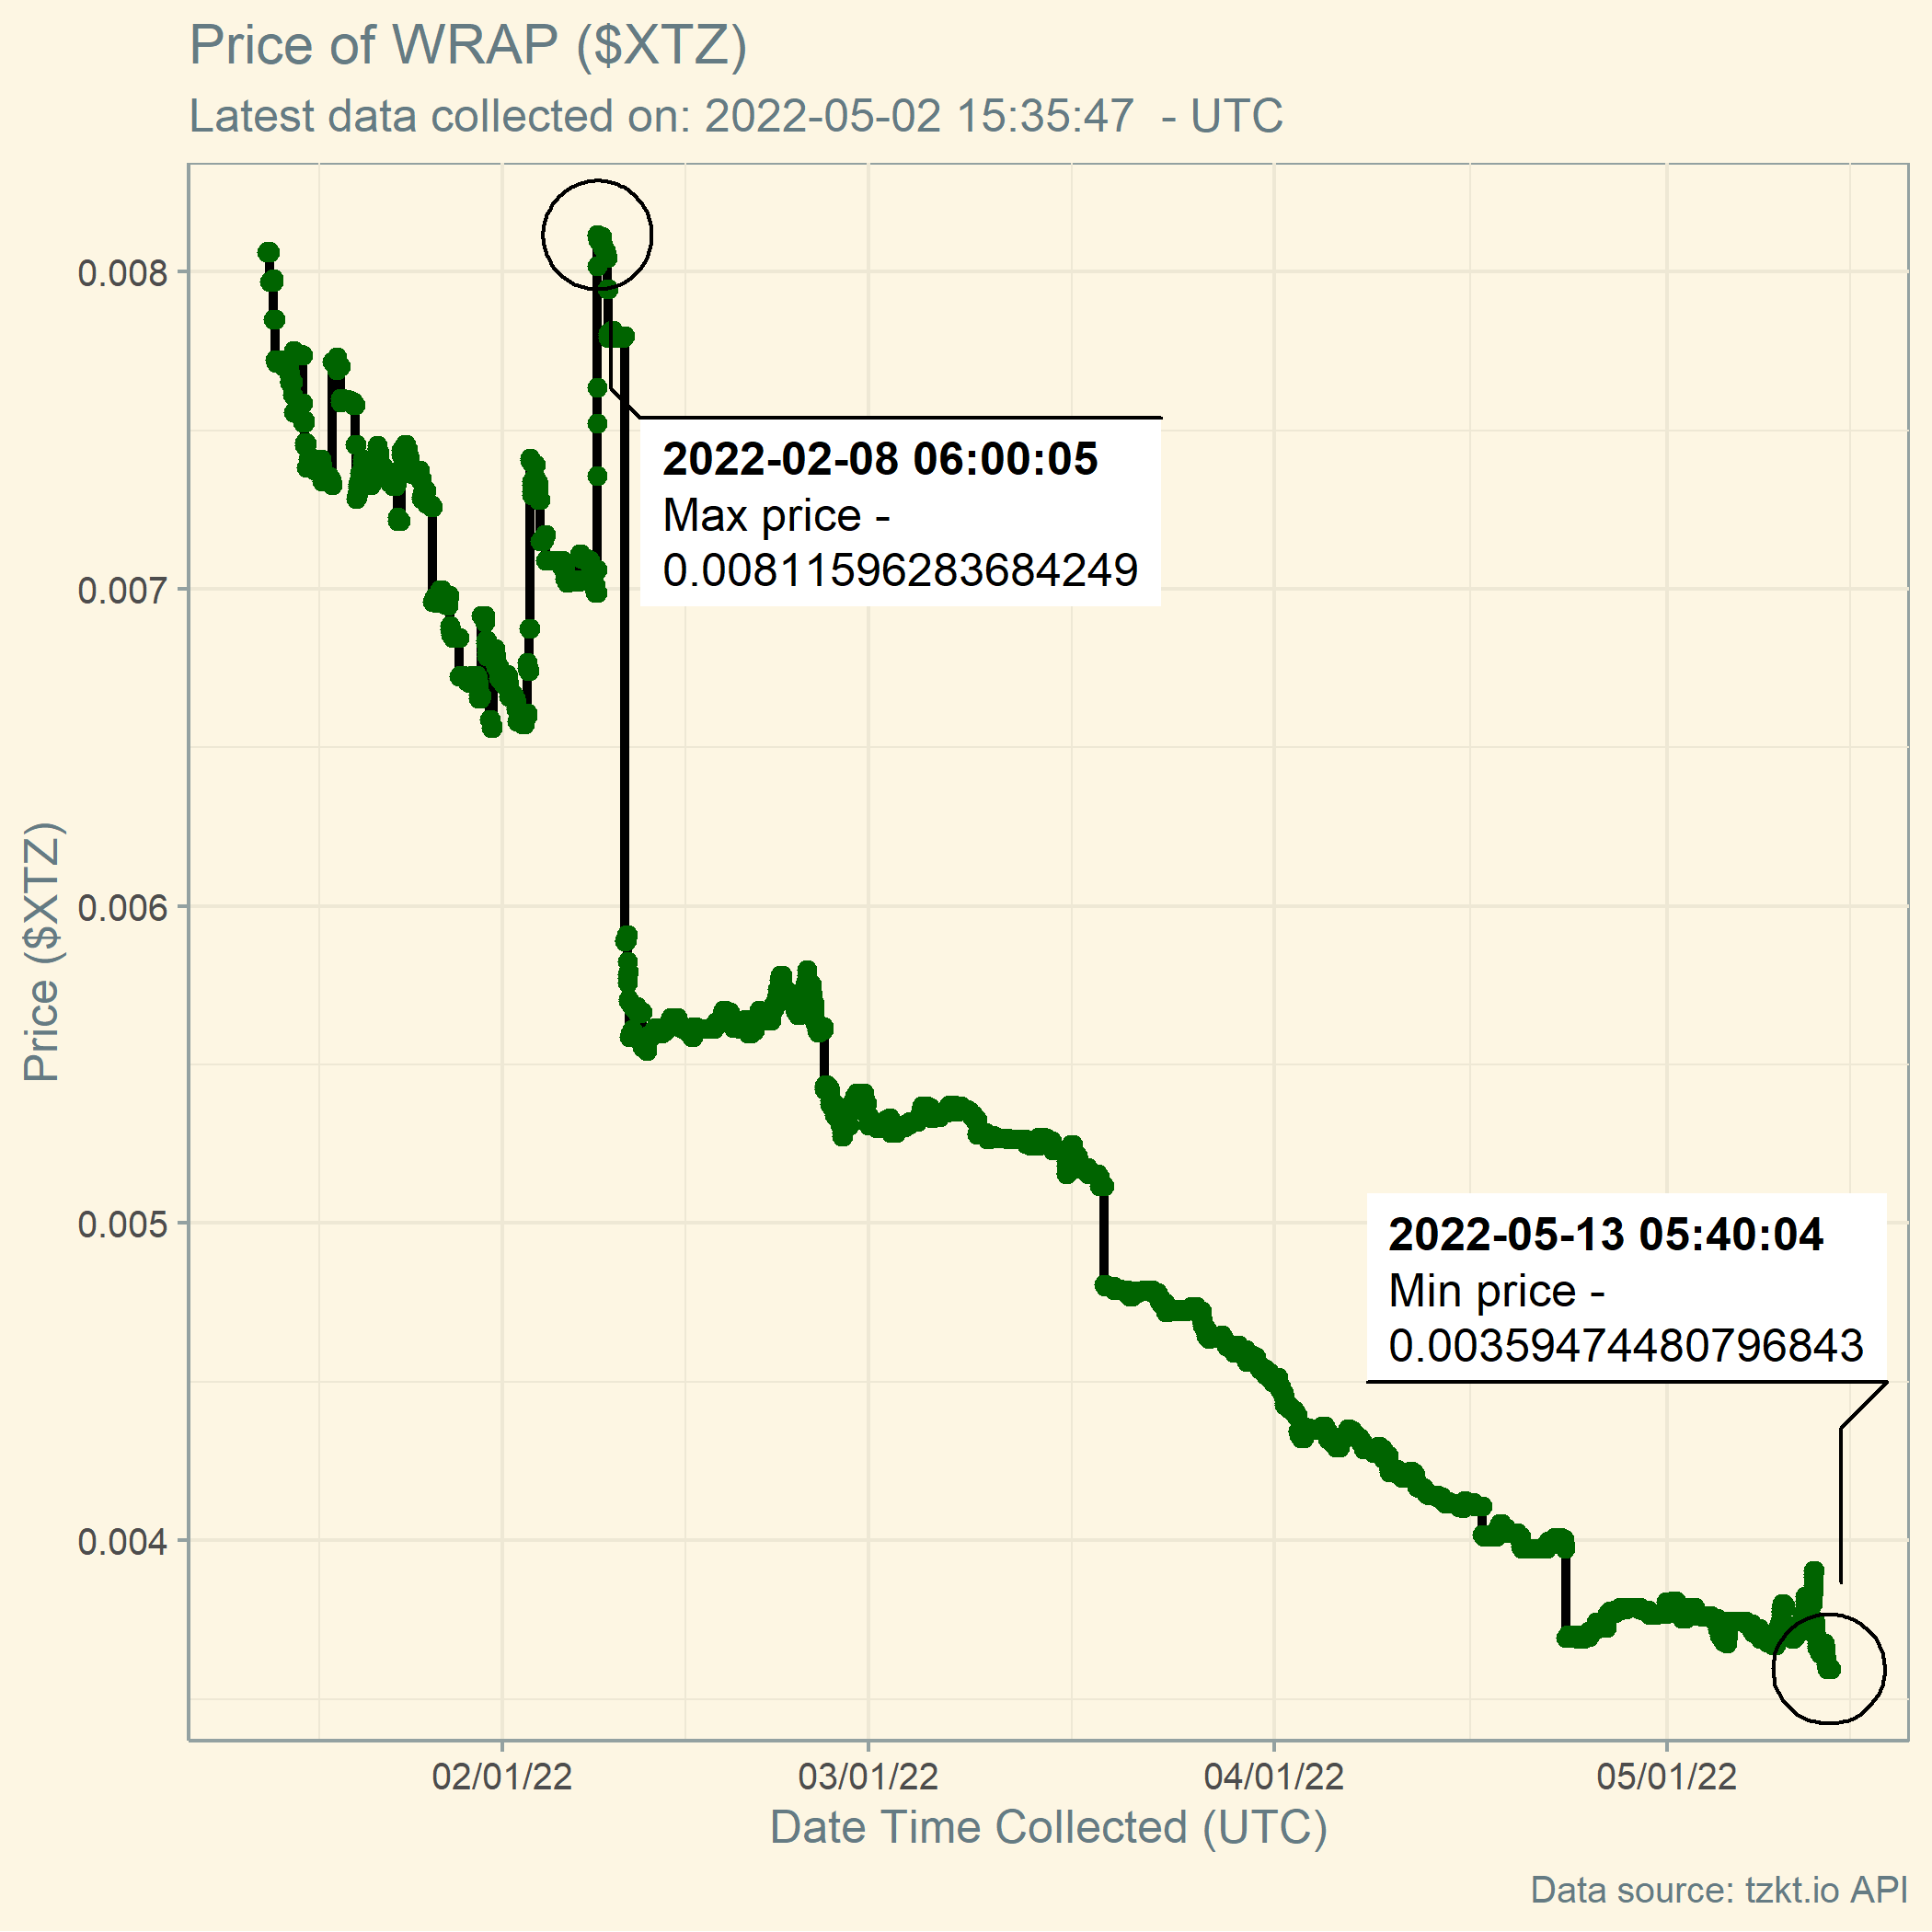 Price of WRAP ($XTZ)
Latest data collected on: 2022-05-02 15:35:47  - UTC
0.008
2022-02-08 06:00:05
Max price -
0.00811596283684249
0.007
0.006
Price ($XTZ)
0.005
2022-05-13 05:40:04
Min price -
0.00359474480796843
0.004
02/01/22 03/01/22 04/01/22 05/01/22
Date Time Collected (UTC)
Data source: tzkt.io API